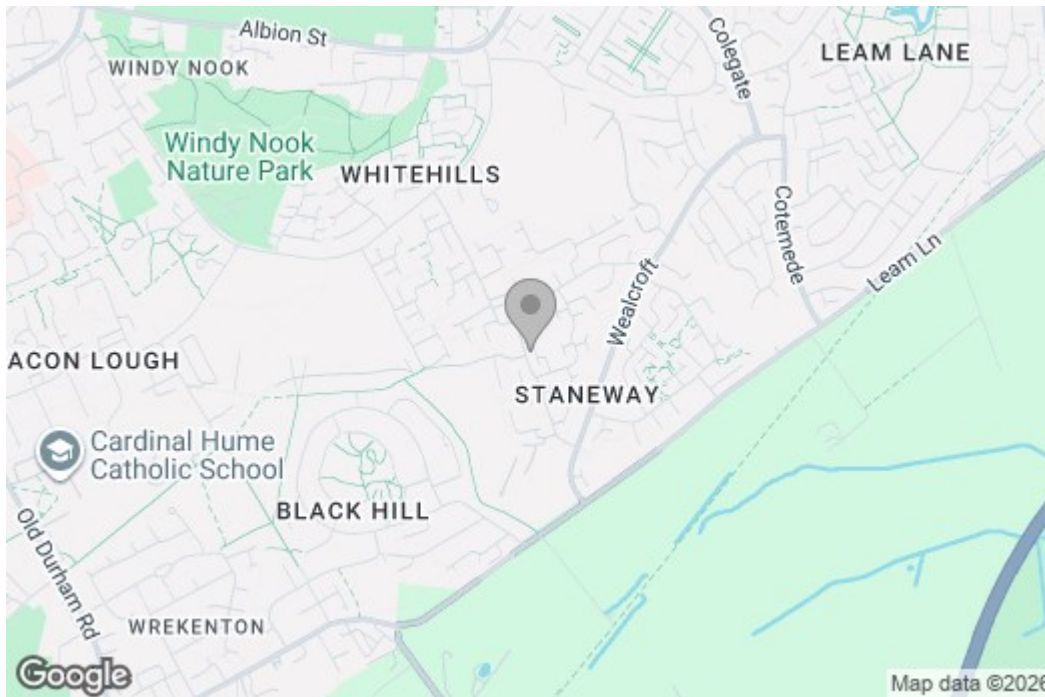 Albion St
WINDY NOOK
Colegate
LEAM LANE
Windy Nook
Nature Park
WHITEHILLS
Cotemede
Leam Ln
Wealcroft
ACON LOUGH
STANEWAY
Cardinal Hume
Catholic School
BLACK HILL
Old Durham Rd
WREKENTON
Google
Map data ©2026